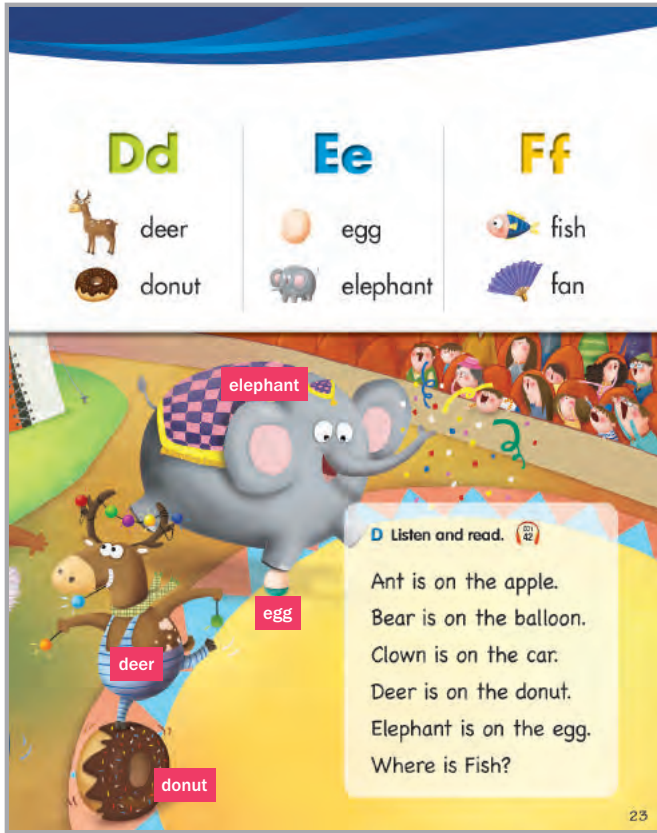 Dd
deer
donut
Ee
egg
elephant
Ff
fish
fan
elephant
egg
deer
donut
D Listen and read.
CD1
42
Ant is on the apple.
Bear is on the balloon.
Clown is on the car.
Deer is on the donut.
Elephant is on the egg.
Where is Fish?
23